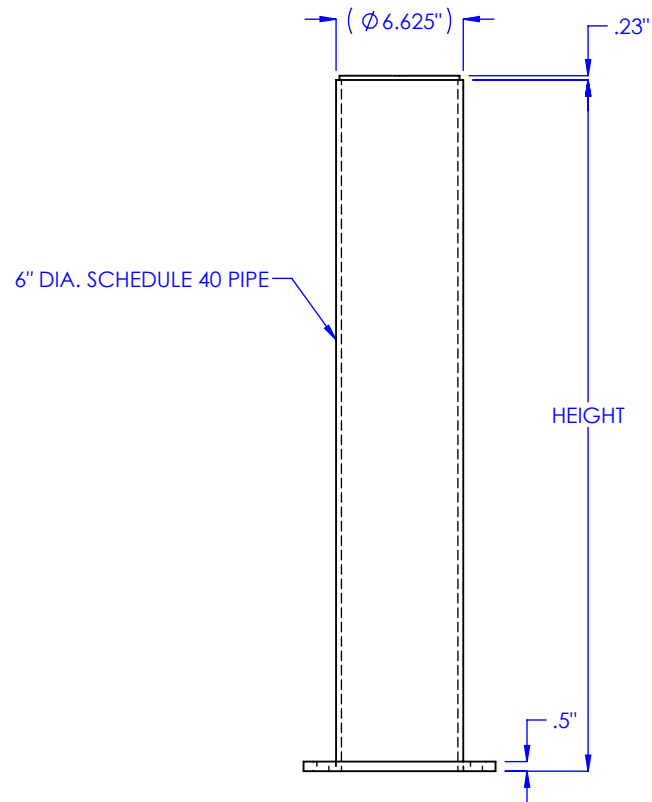 ( Ø 6.625" )
.23"
6" DIA. SCHEDULE 40 PIPE
HEIGHT
.5"